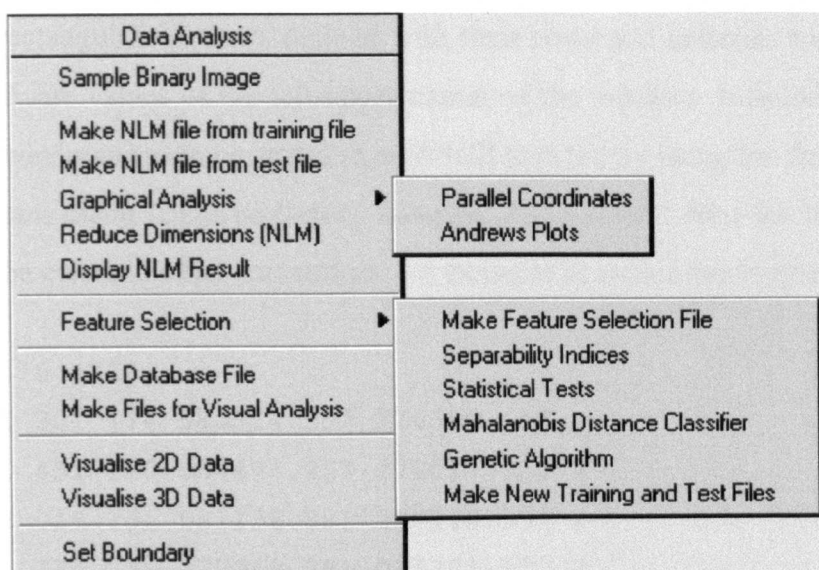 Data Analysis
Sample Binary Image
Make NLM file from training file
Make NLM file from test file
Graphical Analysis
Parallel Coordinates
Reduce Dimensions (NLM)
Andrews Plots
Display NLM Result
Feature Selection
Make Feature Selection File
Separability Indices
Make Database File
Statistical Tests
Make Files for Visual Analysis
Mahalanobis Distance Classifier
Visualise 2D Data
Genetic Algorithm
Visualise 3D Data
Make New Training and Test Files
Set Boundary